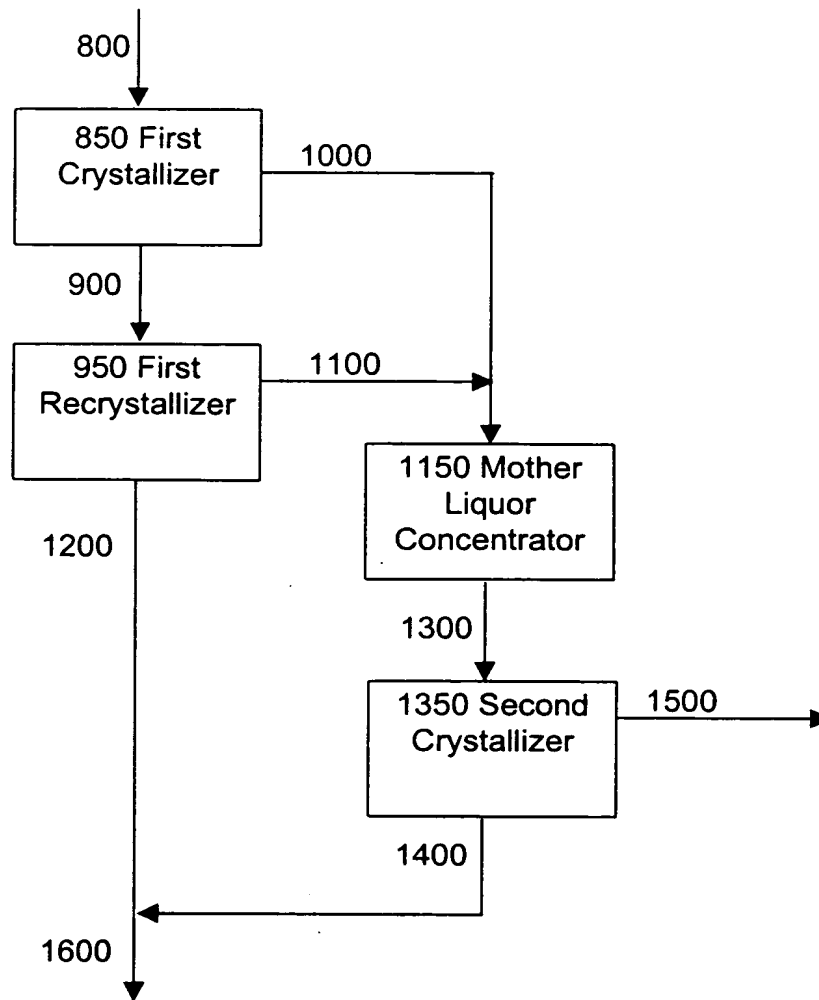 800
850 First
Crystallizer
1000
900
950 First
Recrystallizer
1100
1150 Mother
Liquor
Concentrator
1200
1300
1350 Second
Crystallizer
1500
1400
1600